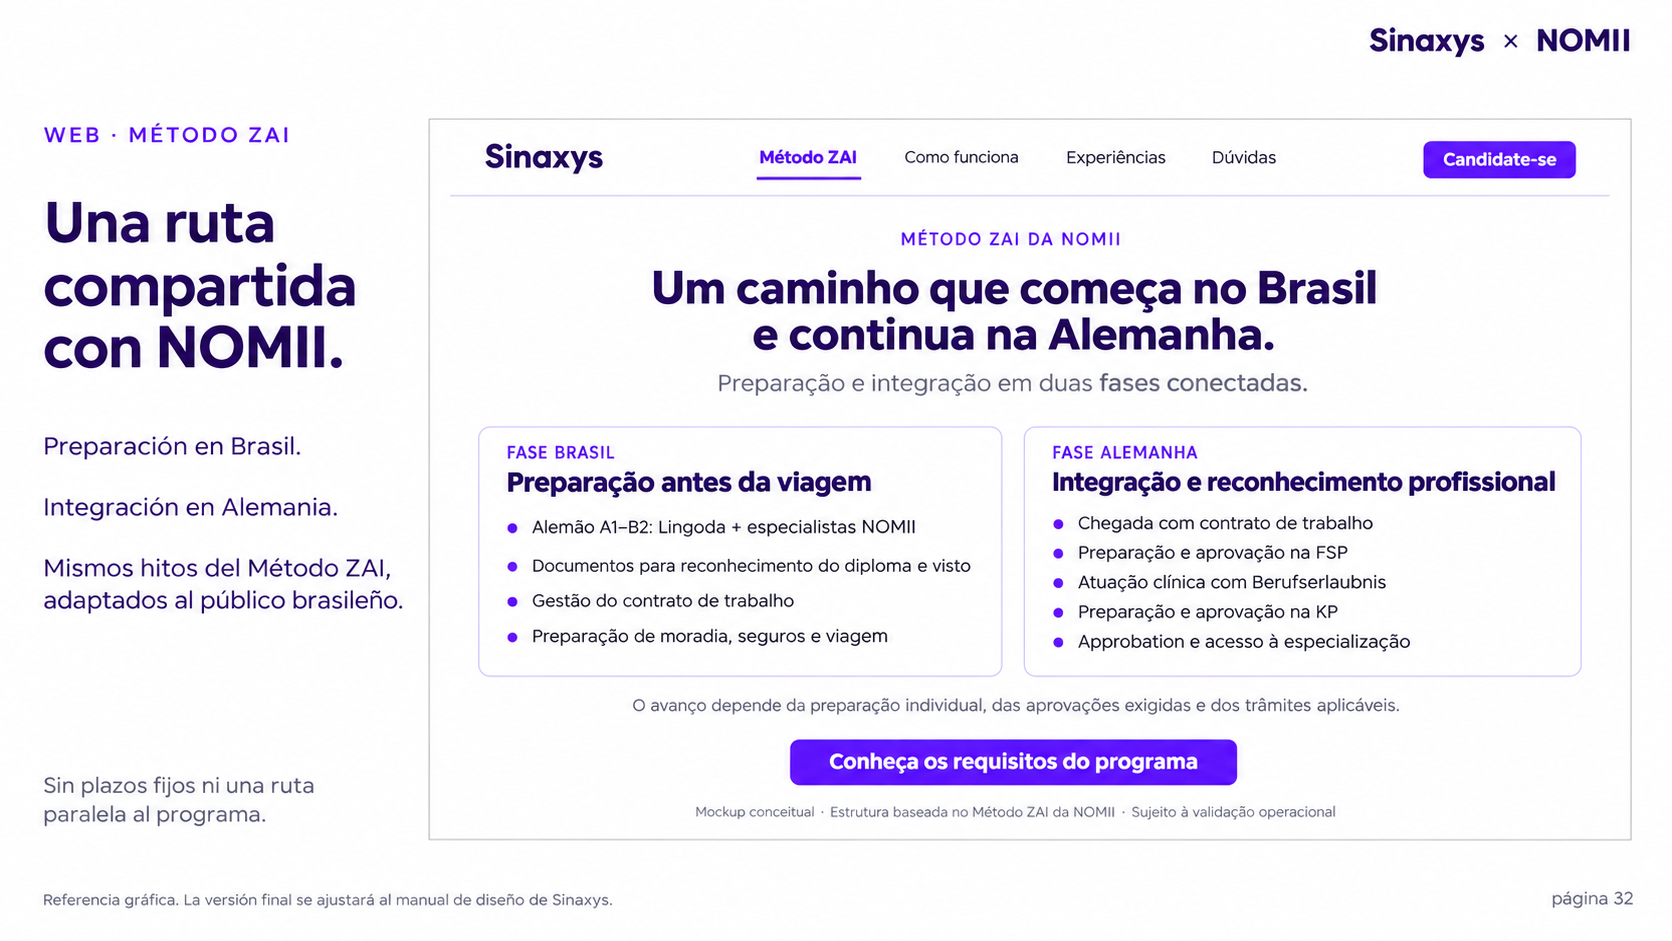 Sinaxys × NOMII
WEB · MÉTODO ZAI
Una ruta
compartida
con NOMII.
Preparación en Brasil.
Integración en Alemania.
Mismos hitos del Método ZAI,
adaptados al público brasileño.
Sin plazos fijos ni una ruta
paralela al programa.
Sinaxys
Método ZAI
Como funciona
Experiências
Dúvidas
Candidate-se
MÉTODO ZAI DA NOMII
Um caminho que começa no Brasil
e continua na Alemanha.
Preparação e integração em duas fases conectadas.
FASE BRASIL
Preparação antes da viagem
Alemão A1–B2: Lingoda + especialistas NOMII
Documentos para reconhecimento do diploma e visto
Gestão do contrato de trabalho
Preparação de moradia, seguros e viagem
FASE ALEMANHA
Integração e reconhecimento profissional
Chegada com contrato de trabalho
Preparação e aprovação na FSP
Atuação clínica com Berufserlaubnis
Preparação e aprovação na KP
Approbation e acesso à especialização
O avanço depende da preparação individual, das aprovações exigidas e dos trâmites aplicáveis.
Conheça os requisitos do programa
Mockup conceitual · Estrutura baseada no Método ZAI da NOMII · Sujeito à validação operacional
Referencia gráfica. La versión final se ajustará al manual de diseño de Sinaxys.
página 32